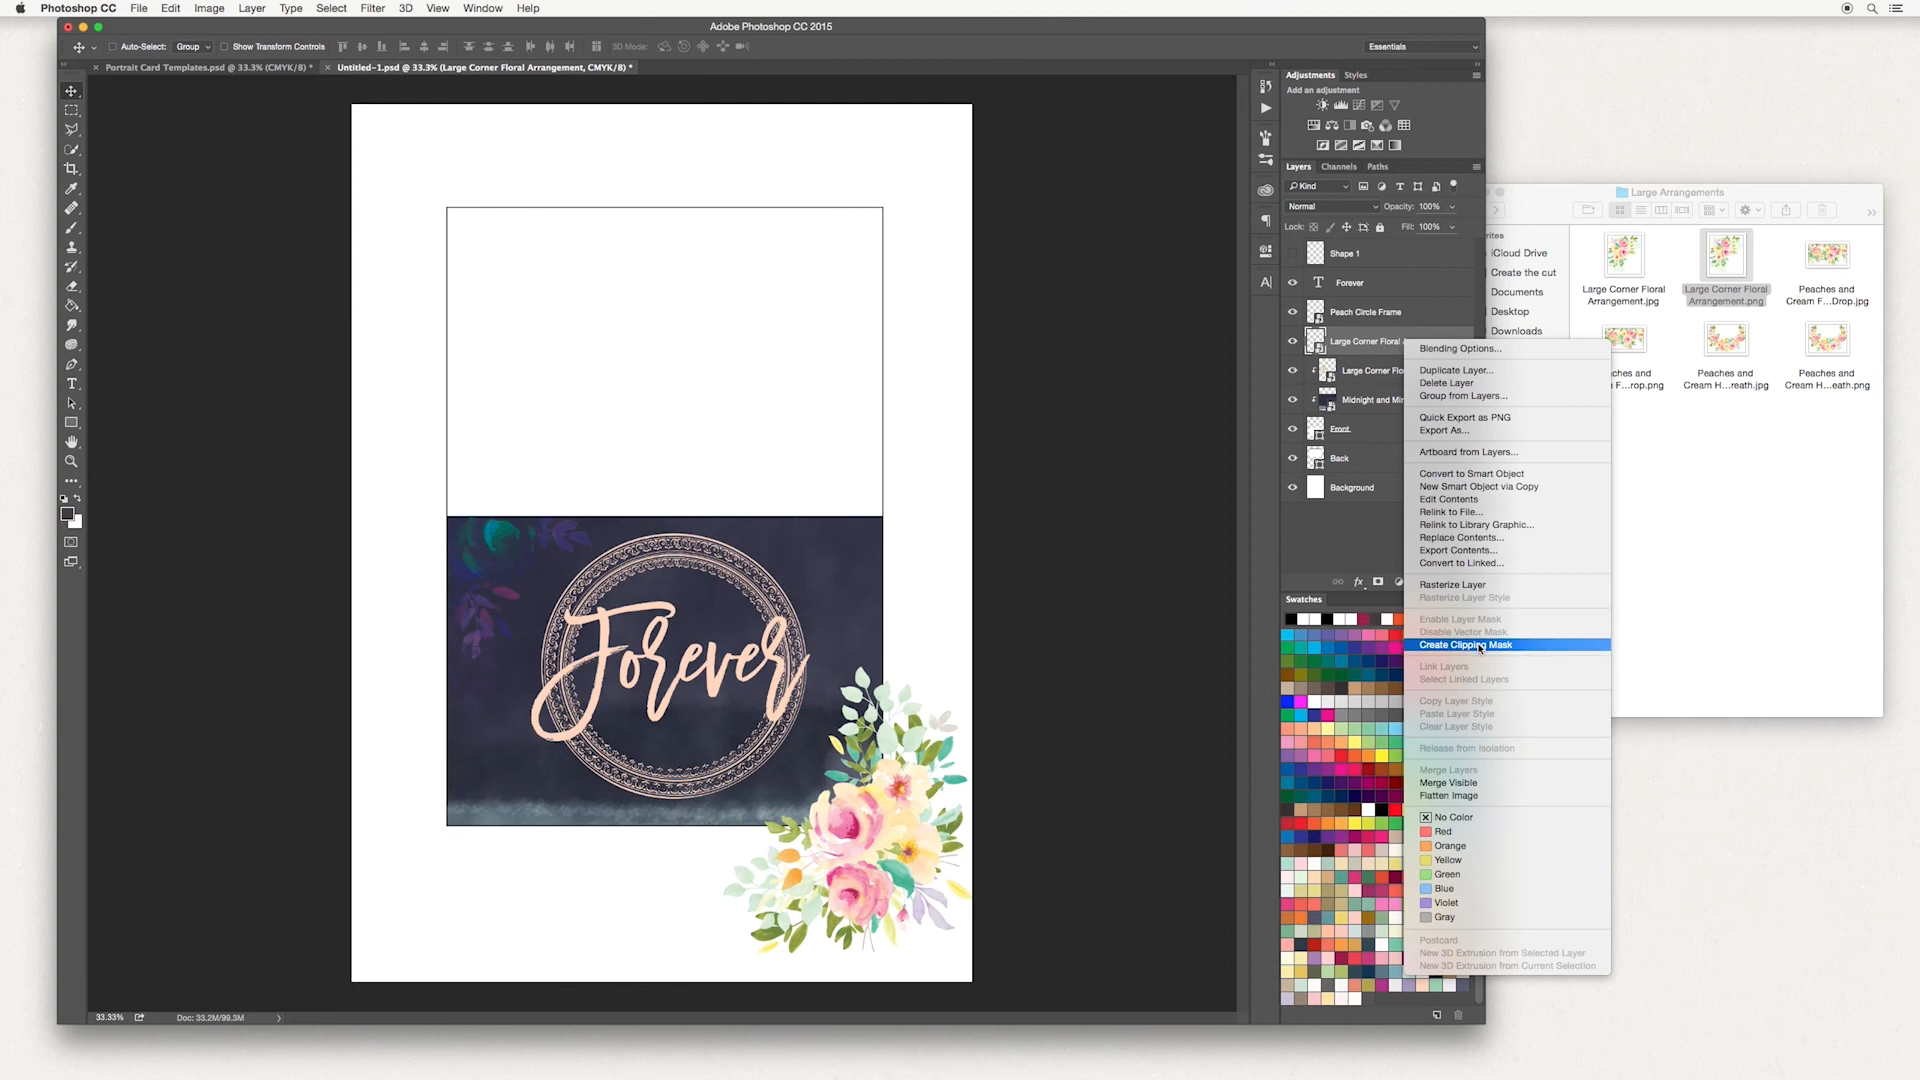 Photoshop CC File Edit Image Layer Type Select Filter 3D View Window Help
Adobe Photoshop CC 2015
Auto-Select: Group Show Transform Controls 3D Mode: Essentials
Portrait Card Templates.psd @ 33.3% (CMYK/8) * Untitled-1.psd @ 33.3% (Large Corner Floral Arrangement, CMYK/8) *
Adjustments Styles
Add an adjustment
Layers Channels Paths
Kind
Normal Opacity: 100%
Lock: Fill: 100%
Shape 1
Forever
Peach Circle Frame
Large Corner Floral
Large Corner Flo
Midnight and Mi
Front
Back
Background
Swatches
Forever
Blending Options...
Duplicate Layer...
Delete Layer
Group from Layers...
Quick Export as PNG
Export As...
Artboard from Layers...
Convert to Smart Object
New Smart Object via Copy
Edit Contents
Relink to File...
Relink to Library Graphic...
Replace Contents...
Export Contents...
Convert to Linked...
Rasterize Layer
Rasterize Layer Style
Enable Layer Mask
Disable Vector Mask
Create Clipping Mask
Link Layers
Select Linked Layers
Copy Layer Style
Paste Layer Style
Clear Layer Style
Release from Isolation
Merge Layers
Merge Visible
Flatten Image
No Color
Red
Orange
Yellow
Green
Blue
Violet
Gray
Postcard
New 3D Extrusion from Selected Layer
New 3D Extrusion from Current Selection
Large Arrangements
rites
iCloud Drive
Create the cut
Documents
Desktop
Downloads
Large Corner Floral
Arrangement.jpg
Large Corner Floral
Arrangement.png
Peaches and
Cream F...Drop.jpg
ches and
F...rop.png
Peaches and
Cream H...reath.jpg
Peaches and
Cream H...eath.png
33.33% Doc: 33.2M/99.3M